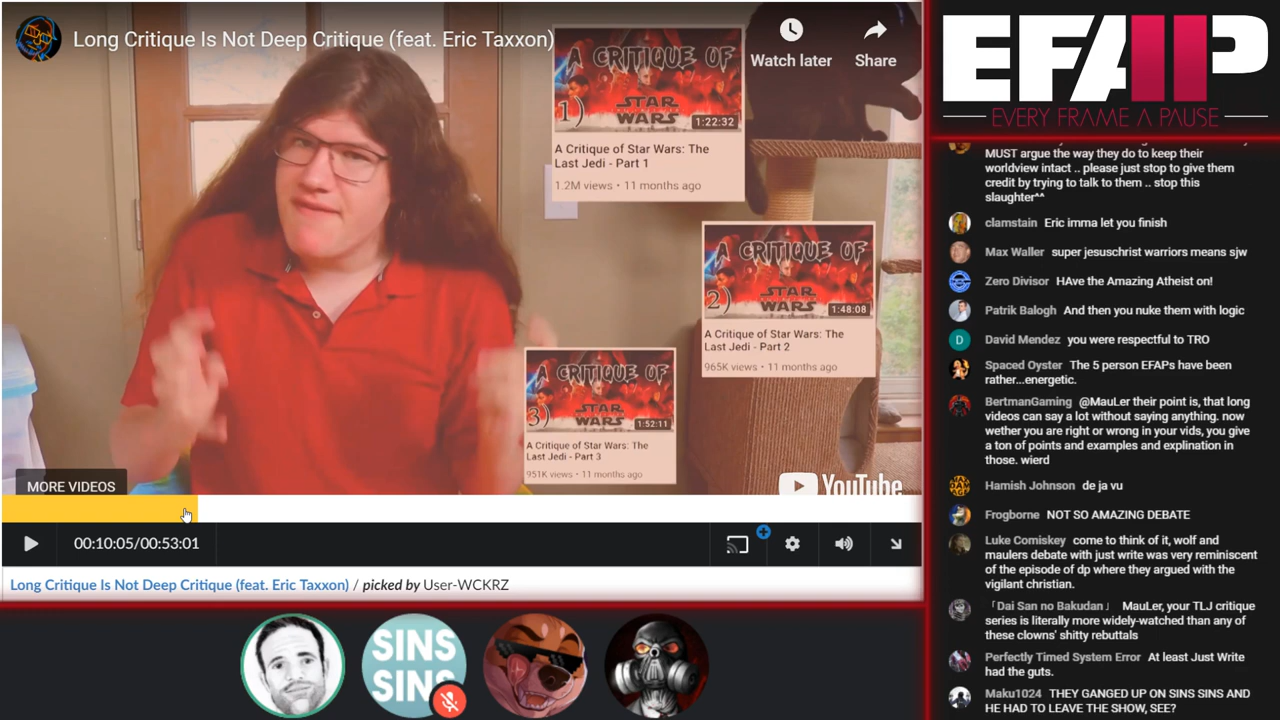 Long Critique Is Not Deep Critique (feat. Eric Taxxon)
Watch later
Share
A CRITIQUE OF
STAR
WARS
1)
1:22:32
A Critique of Star Wars: The
Last Jedi - Part 1
1.2M views • 11 months ago
A CRITIQUE OF
STAR
WARS
2)
1:48:08
A Critique of Star Wars: The
Last Jedi - Part 2
965K views • 11 months ago
A CRITIQUE OF
STAR
WARS
3)
1:52:11
A Critique of Star Wars: The
Last Jedi - Part 3
951K views • 11 months ago
MORE VIDEOS
YouTube
00:10:05/00:53:01
Long Critique Is Not Deep Critique (feat. Eric Taxxon) / picked by User-WCKRZ
SINS
SINS
EFAP
EVERY FRAME A PAUSE
MUST argue the way they do to keep their
worldview intact .. please just stop to give them
credit by trying to talk to them .. stop this
slaughter^^
clamstain Eric imma let you finish
Max Waller super jesuschrist warriors means sjw
Zero Divisor HAve the Amazing Atheist on!
Patrik Balogh And then you nuke them with logic
D
David Mendez you were respectful to TRO
Spaced Oyster The 5 person EFAPs have been
rather...energetic.
BertmanGaming @MauLer their point is, that long
videos can say a lot without saying anything. now
wether you are right or wrong in your vids, you give
a ton of points and examples and explination in
those. wierd
Hamish Johnson de ja vu
Frogborne NOT SO AMAZING DEBATE
Luke Comiskey come to think of it, wolf and
maulers debate with just write was very reminiscent
of the episode of dp where they argued with the
vigilant christian.
「Dai San no Bakudan」 MauLer, your TLJ critique
series is literally more widely-watched than any of
these clowns' shitty rebuttals
Perfectly Timed System Error At least Just Write
had the guts.
Maku1024 THEY GANGED UP ON SINS SINS AND
HE HAD TO LEAVE THE SHOW, SEE?